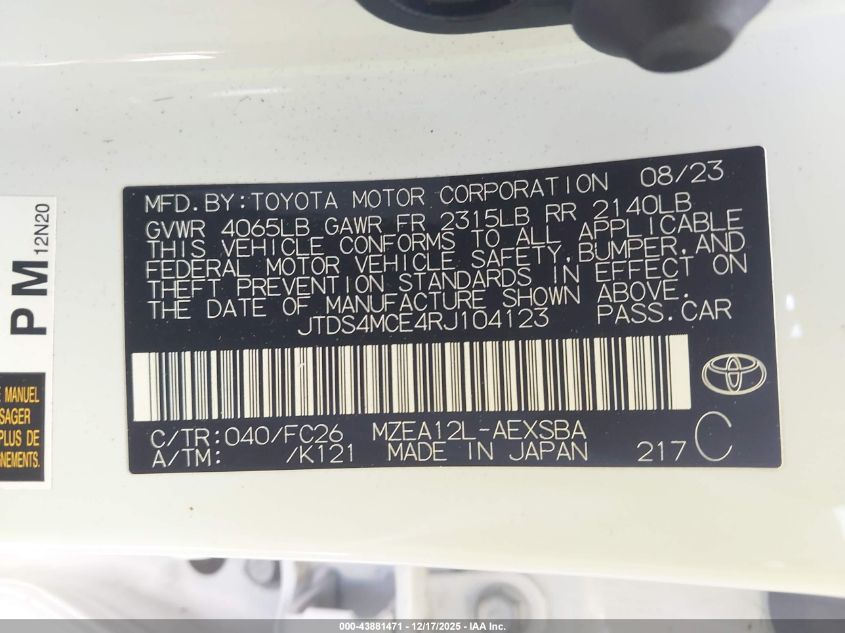 MFD. BY: TOYOTA MOTOR CORPORATION 08/23
GVWR 4065LB GAWR FR 2315LB RR 2140LB
THIS VEHICLE CONFORMS TO ALL APPLICABLE
FEDERAL MOTOR VEHICLE SAFETY, BUMPER, AND
THEFT PREVENTION STANDARDS IN EFFECT ON
THE DATE OF MANUFACTURE SHOWN ABOVE.
JTDS4MCE4RJ104123 PASS. CAR
C/TR: 040/FC26 MZEA12L-AEXSBA
A/TM: /K121 MADE IN JAPAN 217 C
P M 12N20
MANUEL
PLUS DE
000-43881471 - 12/17/2025 - IAA Inc.